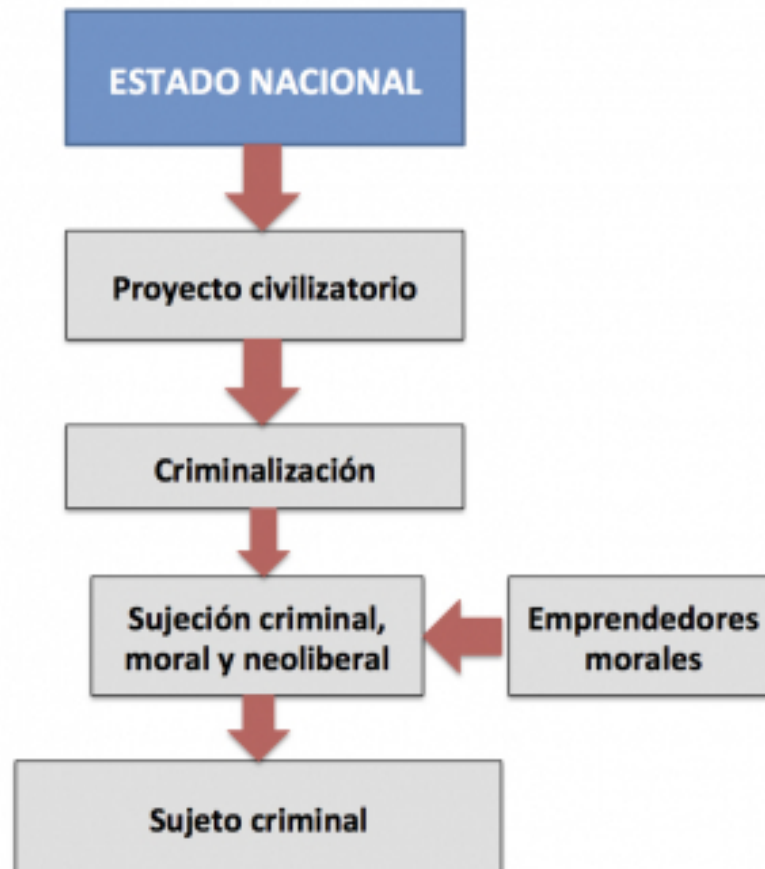 ESTADO NACIONAL
Proyecto civilizatorio
Criminalización
Sujeción criminal,
moral y neoliberal
Emprendedores
morales
Sujeto criminal